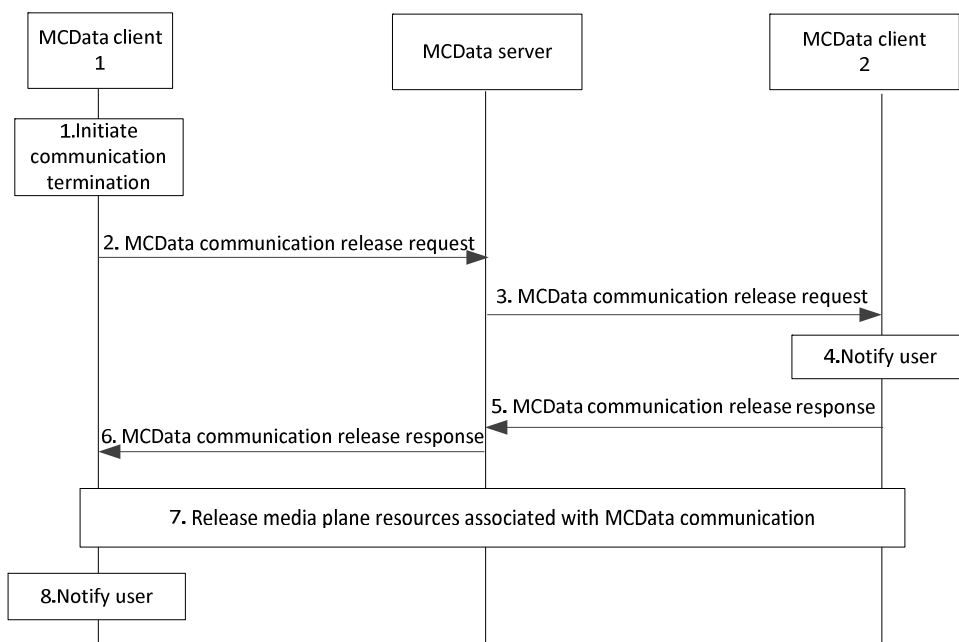 MCData client
1
MCData server
MCData client
2
1.Initiate
communication
termination
2. MCData communication release request
3. MCData communication release request
4.Notify user
5. MCData communication release response
6. MCData communication release response
7. Release media plane resources associated with MCData communication
8.Notify user